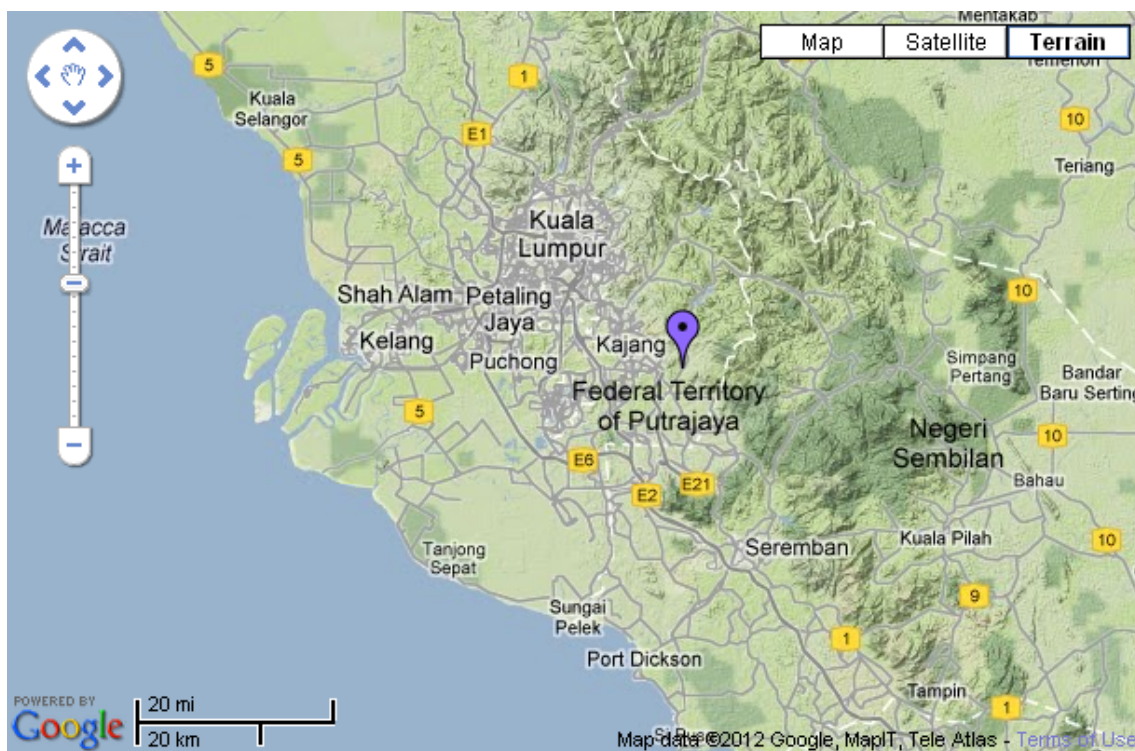 Mentakab
Map
Satellite
Terrain
Temerloh
5
1
Kuala
Selangor
E1
10
5
Teriang
Malacca
Strait
Kuala
Lumpur
10
Shah Alam
Petaling
Jaya
Kelang
Puchong
Kajang
Simpang
Pertang
Bandar
Baru Serting
Federal Territory
of Putrajaya
5
Negeri
Sembilan
10
E6
E21
E2
Bahau
Kuala Pilah
10
Seremban
Tanjong
Sepat
9
Sungai
Pelek
1
Port Dickson
Tampin
1
POWERED BY
Google
20 mi
20 km
Map data ©2012 Google, MapIT, Tele Atlas - Terms of Use